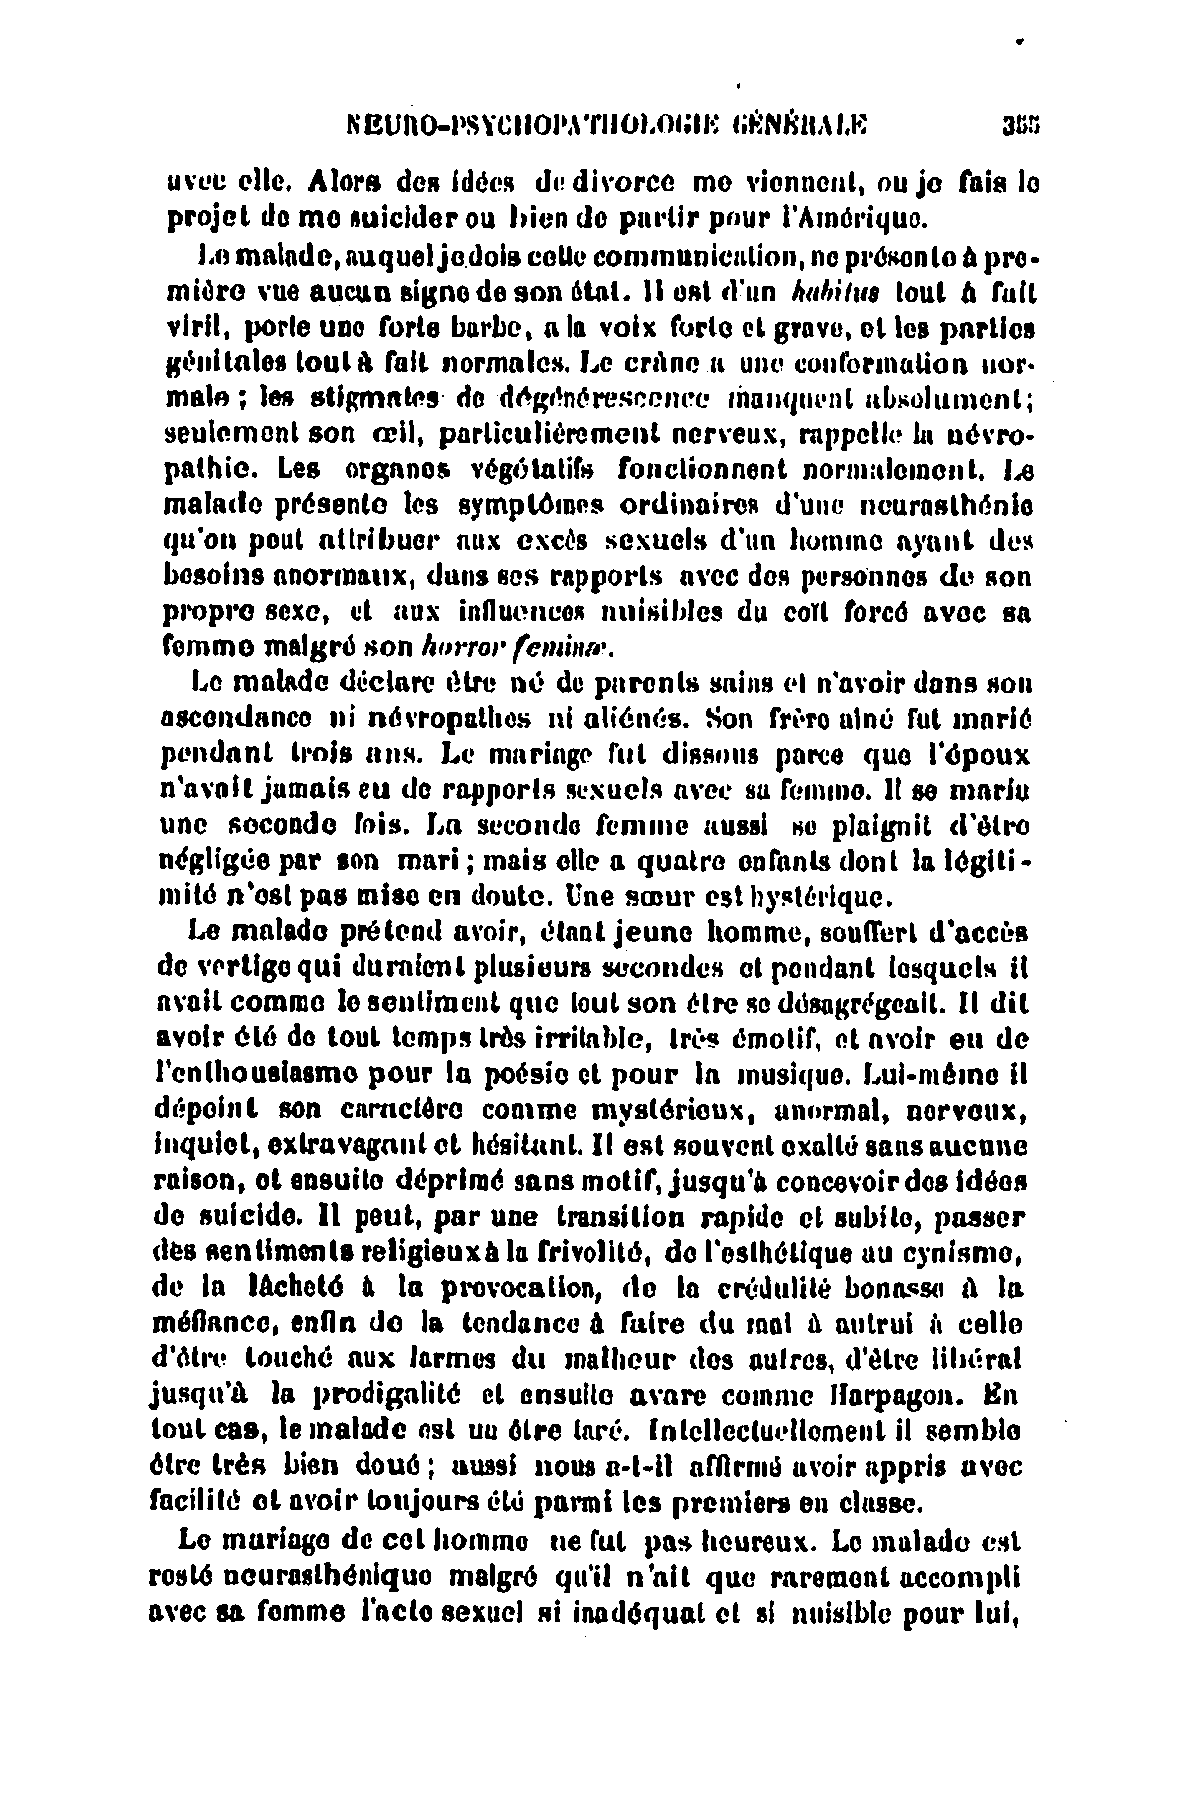 NEURO-PSYCHOPATHOLOGIE GÉNÉRALE 355
avec elle. Alors des idées de divorce me viennent, ou je fais le
projet de me suicider ou bien de partir pour l'Amérique.
Le malade, auquel je dois cette communication, ne présente à pre-
mière vue aucun signe de son état. Il est d'un habitus tout à fait
viril, porte une forte barbe, a la voix forte et grave, et les parties
génitales tout à fait normales. Le crâne a une conformation nor-
male ; les stigmates de dégénérescence manquent absolument;
seulement son œil, particulièrement nerveux, rappelle la névro-
pathie. Les organes végétatifs fonctionnent normalement. Le
malade présente les symptômes ordinaires d'une neurasthénie
qu'on peut attribuer aux excès sexuels d'un homme ayant des
besoins anormaux, dans ses rapports avec des personnes de son
propre sexe, et aux influences nuisibles du coït forcé avec sa
femme malgré son horror feminæ.
Le malade déclare être né de parents sains et n'avoir dans son
ascendance ni névropathes ni aliénés. Son frère aîné fut marié
pendant trois ans. Le mariage fut dissous parce que l'époux
n'avait jamais eu de rapports sexuels avec sa femme. Il se maria
une seconde fois. La seconde femme aussi se plaignit d'être
négligée par son mari ; mais elle a quatre enfants dont la légiti-
mité n'est pas mise en doute. Une sœur est hystérique.
Le malade prétend avoir, étant jeune homme, souffert d'accès
de vertige qui duraient plusieurs secondes et pendant lesquels il
avait comme le sentiment que tout son être se désagrégeait. Il dit
avoir été de tout temps très irritable, très émotif, et avoir eu de
l'enthousiasme pour la poésie et pour la musique. Lui-même il
dépeint son caractère comme mystérieux, anormal, nerveux,
inquiet, extravagant et hésitant. Il est souvent exalté sans aucune
raison, et ensuite déprimé sans motif, jusqu'à concevoir des idées
de suicide. Il peut, par une transition rapide et subite, passer
des sentiments religieux à la frivolité, de l'esthétique au cynisme,
de la lâcheté à la provocation, de la crédulité bonasse à la
méfiance, enfin de la tendance à faire du mal à autrui à celle
d'être touché aux larmes du malheur des autres, d'être libéral
jusqu'à la prodigalité et ensuite avare comme Harpagon. En
tout cas, le malade est un être taré. Intellectuellement il semble
être très bien doué ; aussi nous a-t-il affirmé avoir appris avec
facilité et avoir toujours été parmi les premiers en classe.
Le mariage de cet homme ne fut pas heureux. Le malade est
resté neurasthénique malgré qu'il n'ait que rarement accompli
avec sa femme l'acte sexuel si inadéquat et si nuisible pour lui,